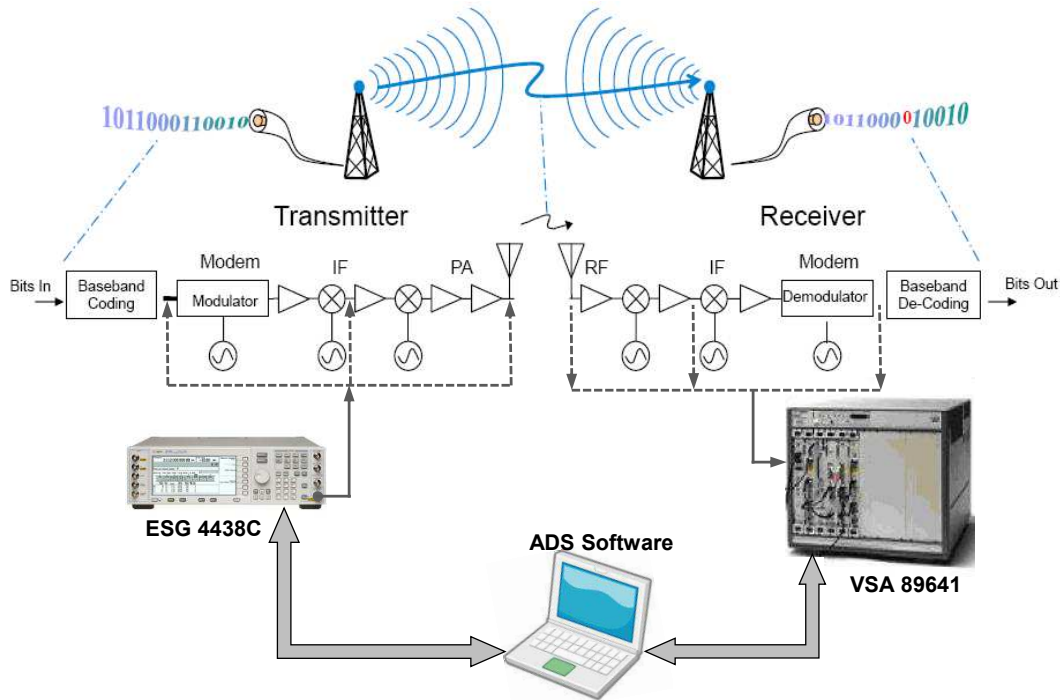 1011000110010
1011000010010
Transmitter
Receiver
Modem
IF
PA
RF
IF
Modem
Bits In
Baseband
Coding
Modulator
Demodulator
Baseband
De-Coding
Bits Out
ESG 4438C
ADS Software
VSA 89641